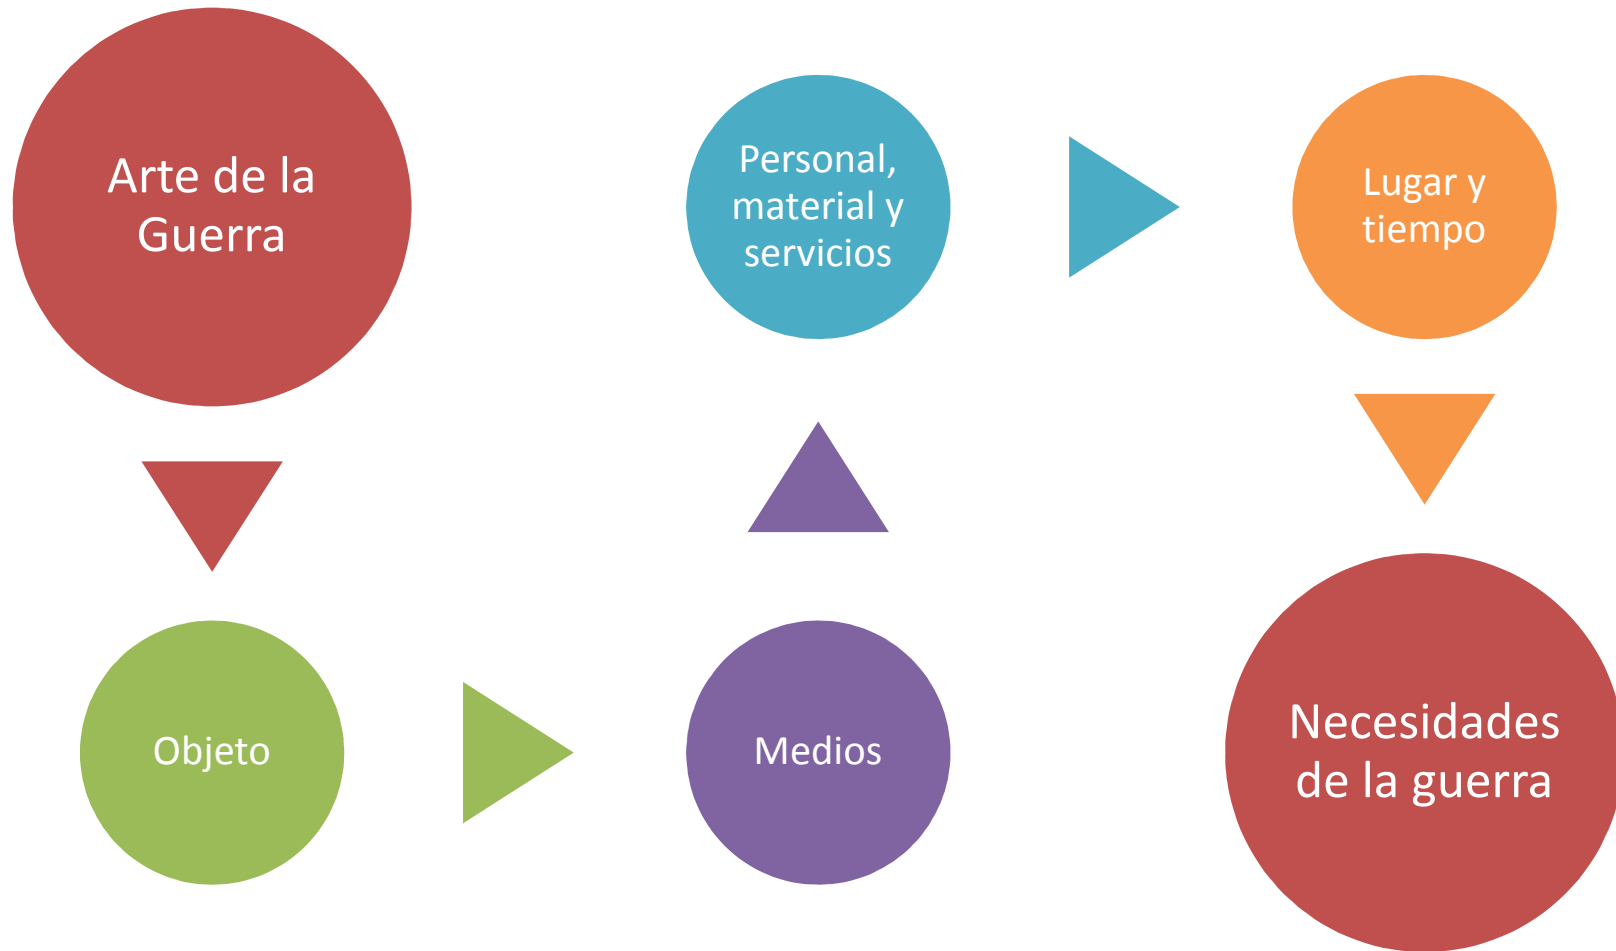 Arte de la
Guerra
Objeto
Medios
Personal,
material y
servicios
Lugar y
tiempo
Necesidades
de la guerra